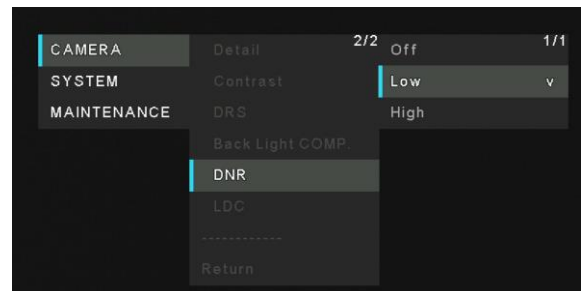 CAMERA
SYSTEM
MAINTENANCE
2/2
Detail
Contrast
DRS
Back Light COMP.
DNR
LDC
------------
Return
1/1
Off
Low v
High